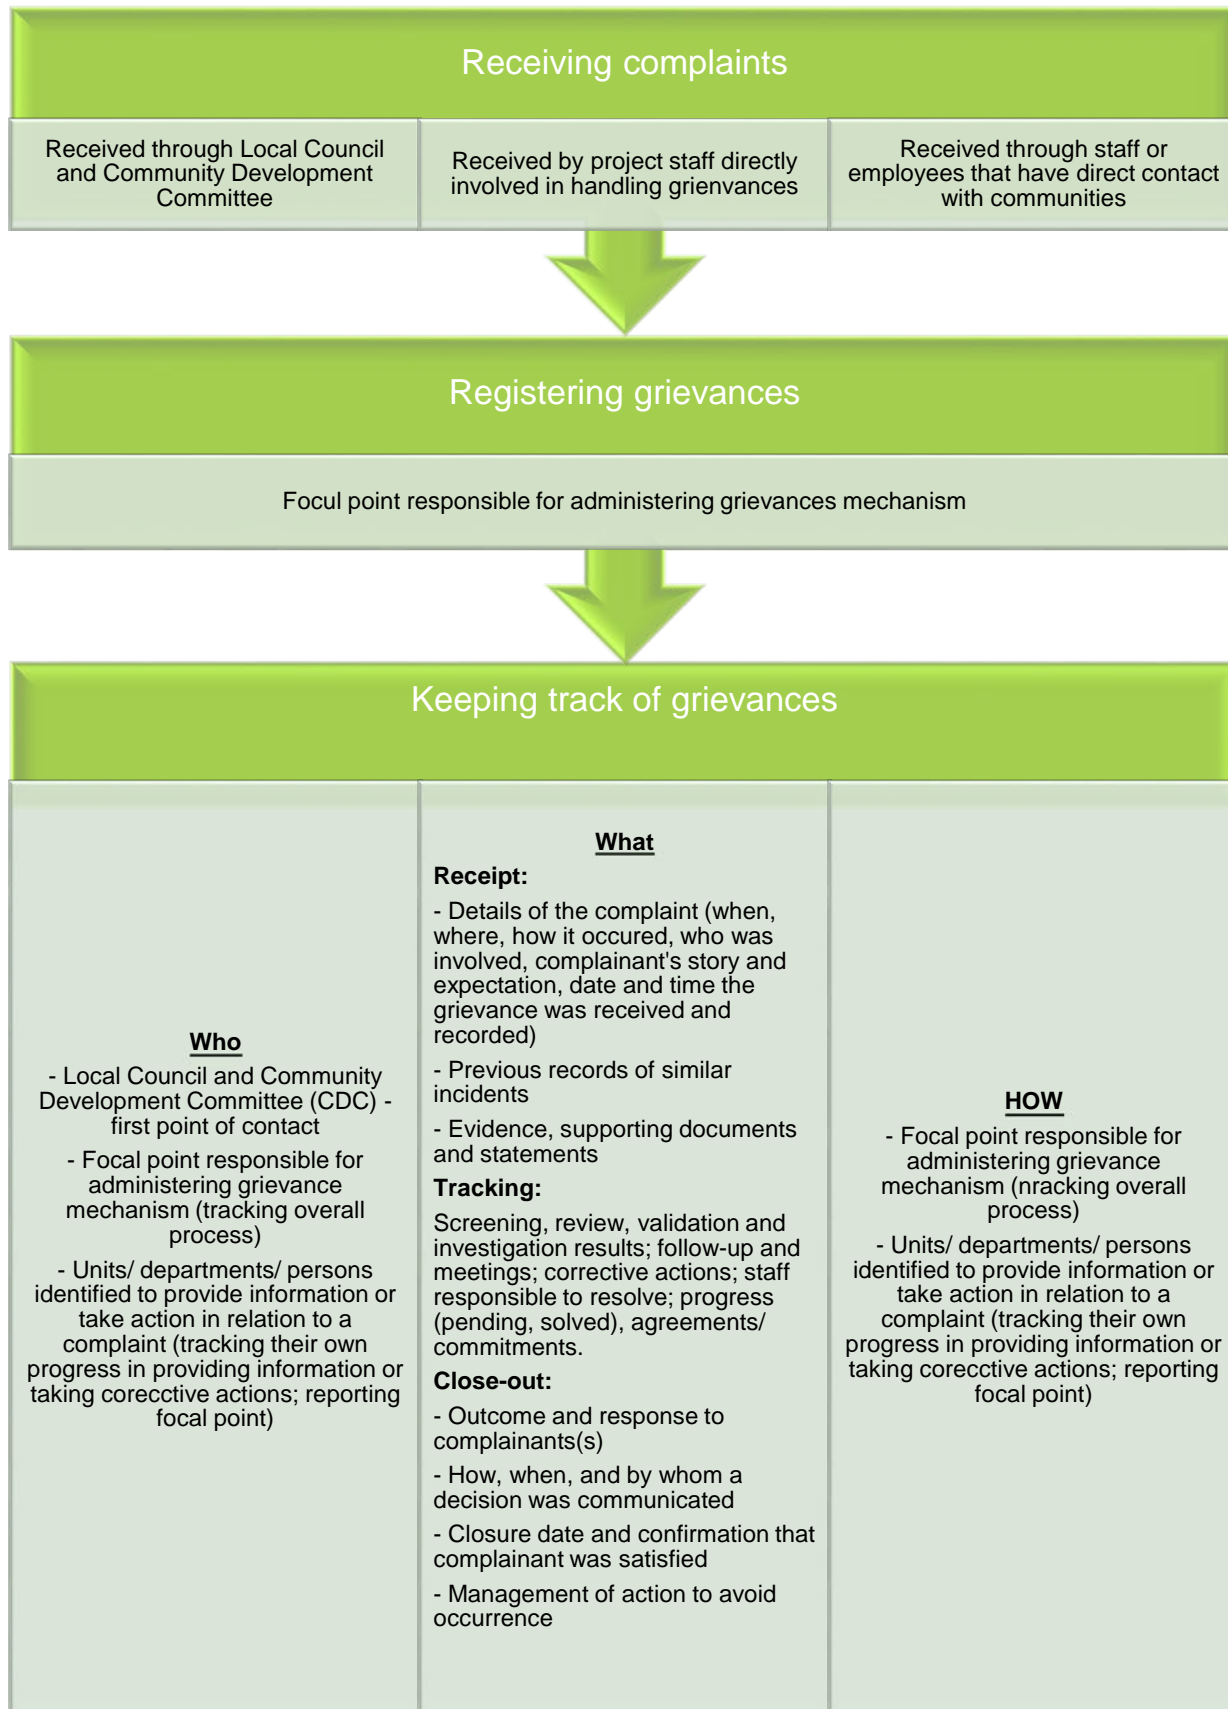 Receiving complaints
Received through Local Council
and Community Development
Committee
Received by project staff directly
involved in handling grienvances
Received through staff or
employees that have direct contact
with communities
Registering grievances
Focul point responsible for administering grievances mechanism
Keeping track of grievances
Who
- Local Council and Community
Development Committee (CDC) -
first point of contact
- Focal point responsible for
administering grievance
mechanism (tracking overall
process)
- Units/ departments/ persons
identified to provide information or
take action in relation to a
complaint (tracking their own
progress in providing information or
taking corecctive actions; reporting
focal point)
What
Receipt:
- Details of the complaint (when,
where, how it occured, who was
involved, complainant's story and
expectation, date and time the
grievance was received and
recorded)
- Previous records of similar
incidents
- Evidence, supporting documents
and statements
Tracking:
Screening, review, validation and
investigation results; follow-up and
meetings; corrective actions; staff
responsible to resolve; progress
(pending, solved), agreements/
commitments.
Close-out:
- Outcome and response to
complainants(s)
- How, when, and by whom a
decision was communicated
- Closure date and confirmation that
complainant was satisfied
- Management of action to avoid
occurrence
HOW
- Focal point responsible for
administering grievance
mechanism (nracking overall
process)
- Units/ departments/ persons
identified to provide information or
take action in relation to a
complaint (tracking their own
progress in providing information or
taking corecctive actions; reporting
focal point)